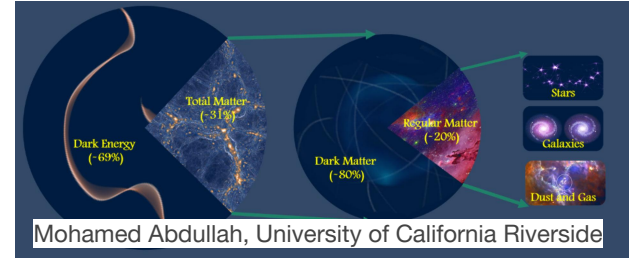 Total Matter
(~31%)
Dark Energy
(~69%)
Regular Matter
(~20%)
Dark Matter
(~80%)
Stars
Galaxies
Dust and Gas
Mohamed Abdullah, University of California Riverside